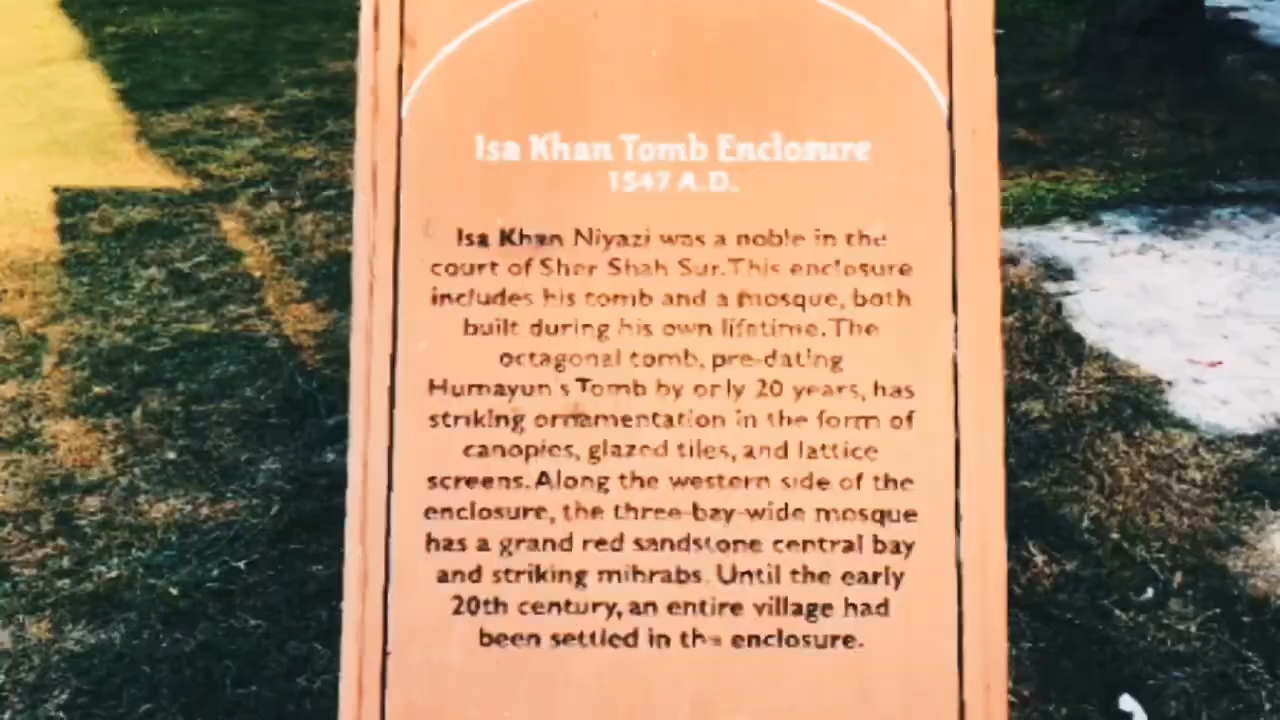 Isa Khan Tomb Enclosure
1547 A.D.
Isa Khan Niyazi was a noble in the
court of Sher Shah Sur. This enclosure
includes his tomb and a mosque, both
built during his own lifetime. The
octagonal tomb, pre-dating
Humayun's Tomb by only 20 years, has
striking ornamentation in the form of
canopies, glazed tiles, and lattice
screens. Along the western side of the
enclosure, the three-bay-wide mosque
has a grand red sandstone central bay
and striking mihrabs. Until the early
20th century, an entire village had
been settled in the enclosure.